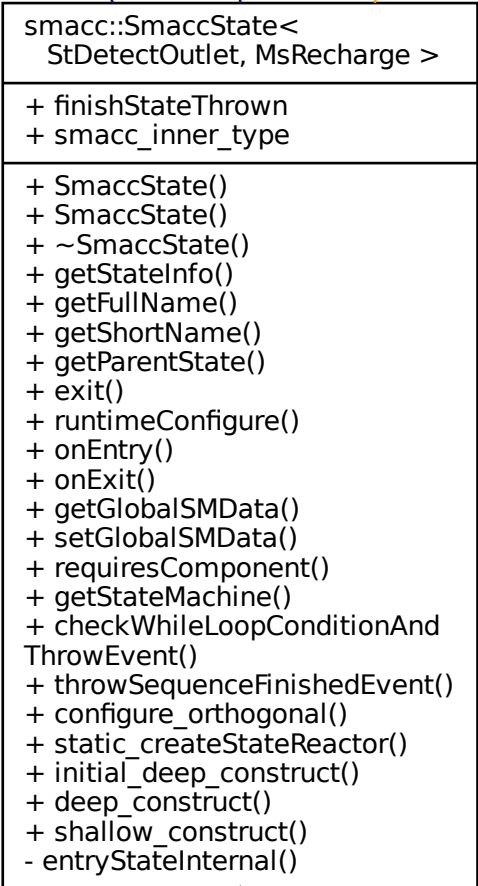 smacc::SmaccState<
StDetectOutlet, MsRecharge >
+ finishStateThrown
+ smacc_inner_type
+ SmaccState()
+ SmaccState()
+ ~SmaccState()
+ getStateInfo()
+ getFullName()
+ getShortName()
+ getParentState()
+ exit()
+ runtimeConfigure()
+ onEntry()
+ onExit()
+ getGlobalSMData()
+ setGlobalSMData()
+ requiresComponent()
+ getStateMachine()
+ checkWhileLoopConditionAnd
ThrowEvent()
+ throwSequenceFinishedEvent()
+ configure_orthogonal()
+ static_createStateReactor()
+ initial_deep_construct()
+ deep_construct()
+ shallow_construct()
- entryStateInternal()